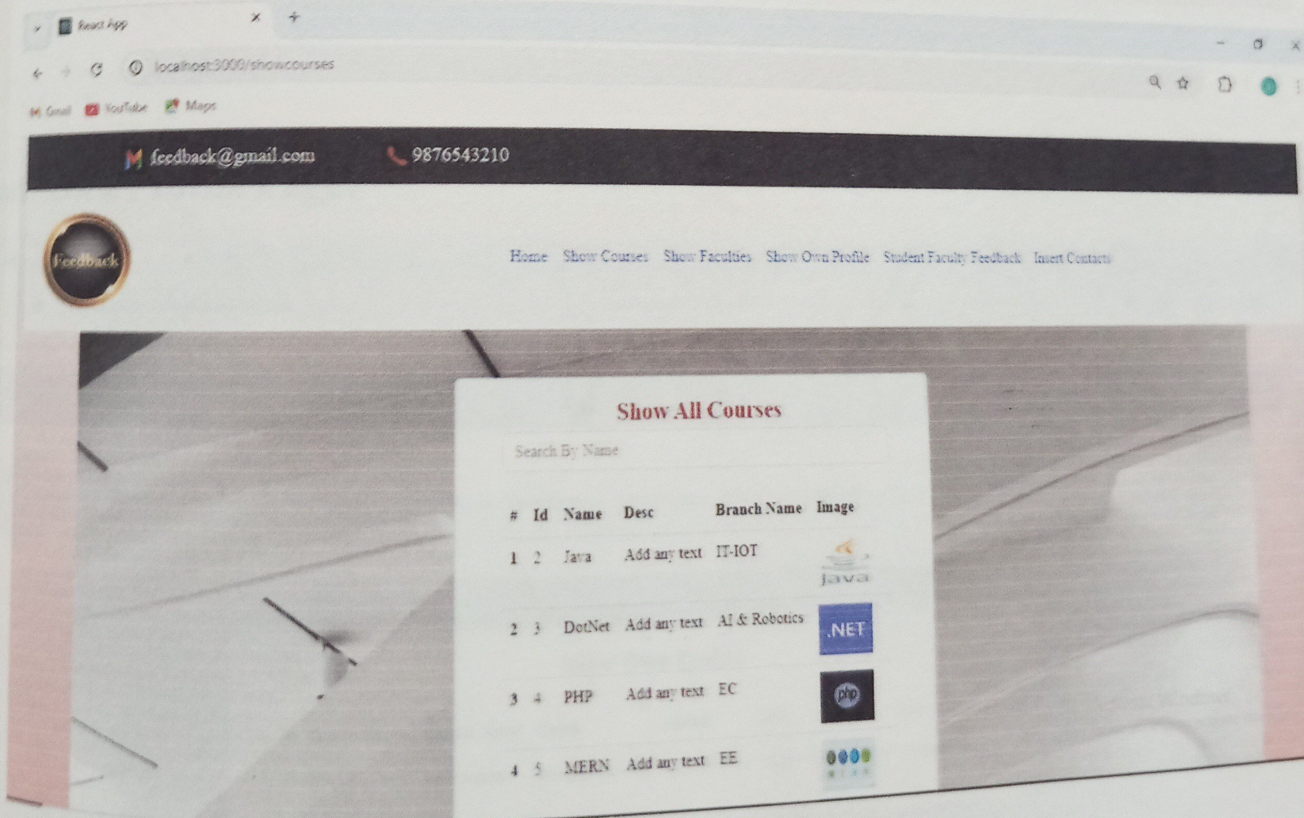 React App
localhost:3000/showcourses
Gmail YouTube Maps
feedback@gmail.com 9876543210
Feedback
Home Show Courses Show Faculties Show Own Profile Student Faculty Feedback Insert Contacts
Show All Courses
Search By Name
# Id Name Desc Branch Name Image
1 2 Java Add any text IT-IOT
Java
2 3 DotNet Add any text AI & Robotics .NET
3 4 PHP Add any text EC php
4 5 MERN Add any text EE